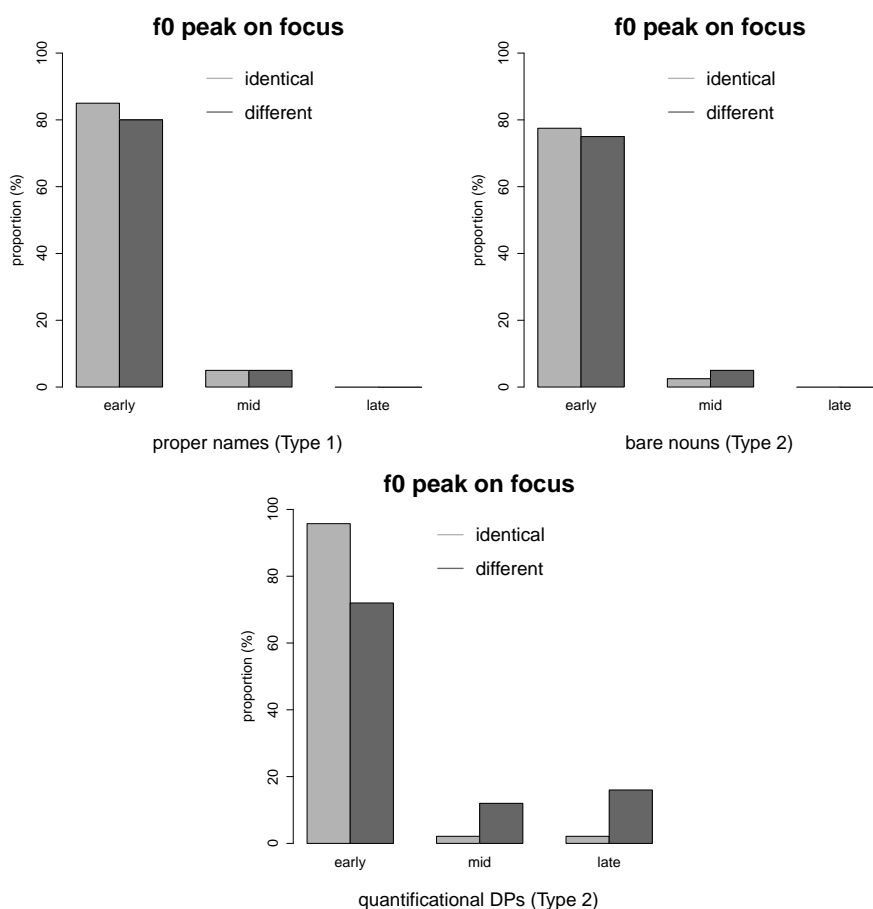 f0 peak on focus
100
80
60
40
20
0
proportion (%)
identical
different
early mid late
proper names (Type 1)
f0 peak on focus
100
80
60
40
20
0
proportion (%)
identical
different
early mid late
bare nouns (Type 2)
f0 peak on focus
100
80
60
40
20
0
proportion (%)
identical
different
early mid late
quantificational DPs (Type 2)